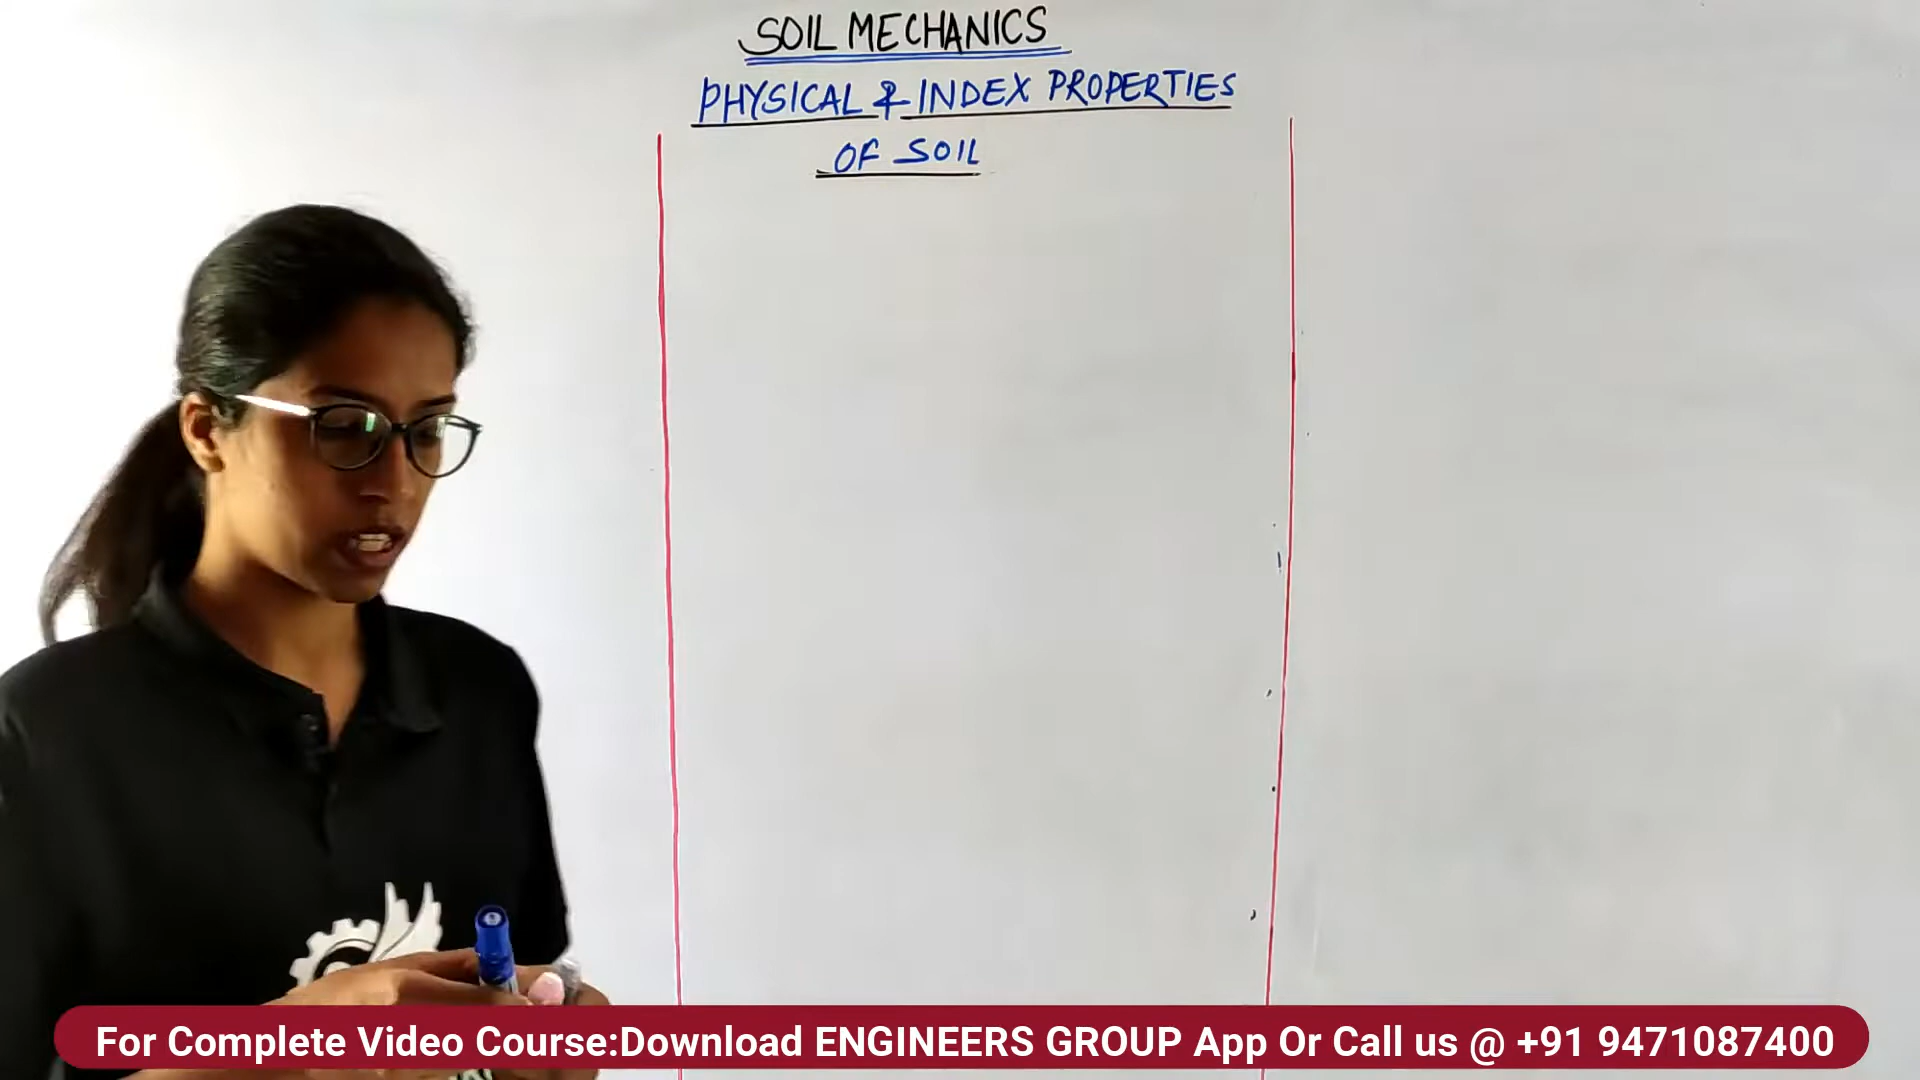 SOIL MECHANICS
PHYSICAL & INDEX PROPERTIES
OF SOIL
For Complete Video Course:Download ENGINEERS GROUP App Or Call us @ +91 9471087400